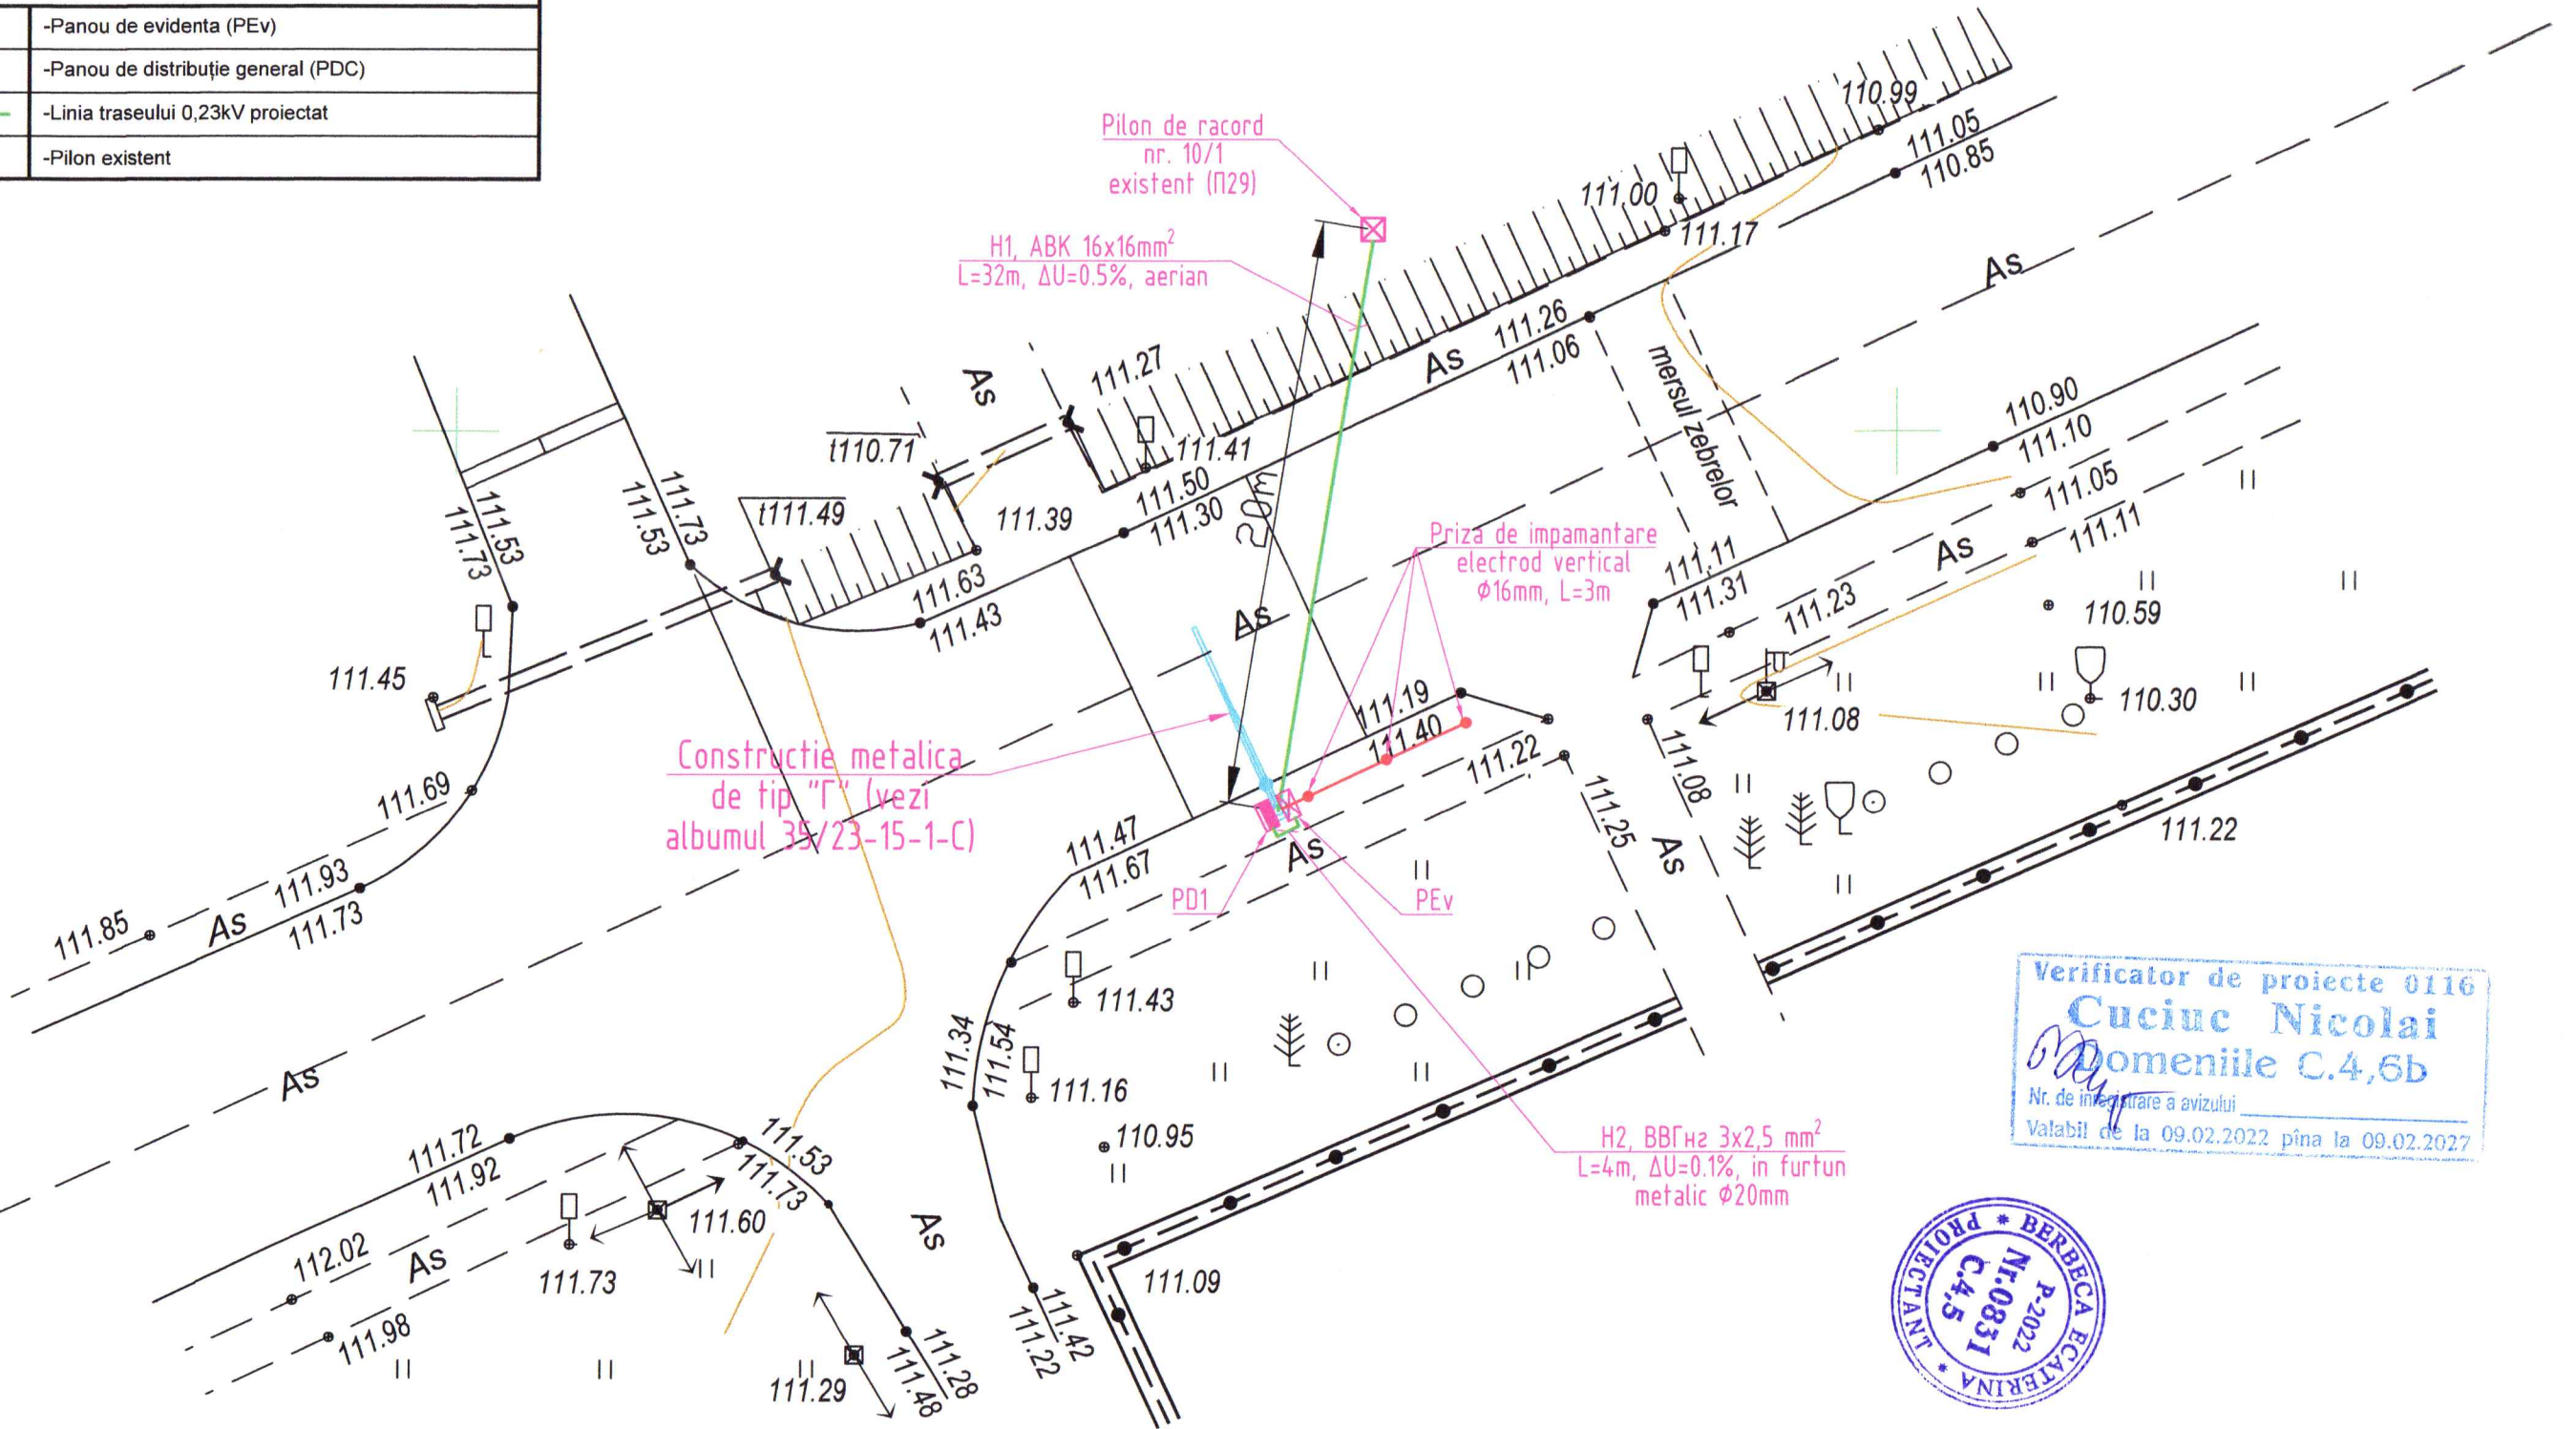 -Panou de evidenta (PEv)
-Panou de distribuție general (PDC)
-Linia traseului 0,23kV proiectat
-Pilon existent
Pilon de racord
nr. 10/1
existent (П29)
H1, ABK 16x16mm²
L=32m, ΔU=0.5%, aerian
110.99
111.05
110.85
111.00
111.17
As
111.26
111.06
As
mersul zebrelor
111.27
As
t110.71
111.41
111.50
111.30
20m
t111.49
111.39
111.63
111.43
111.73
111.53
111.53
111.73
110.90
111.10
111.05
111.11
As
Priza de impamantare
electrod vertical
Φ16mm, L=3m
111.11
111.31
111.23
110.59
110.30
111.08
As
111.45
111.19
111.40
111.22
Constructie metalica
de tip "Г" (vezi
albumul 35/23-15-1-C)
111.69
111.93
111.73
111.85
As
111.47
111.67
As
PD1
PEv
111.25
As
111.08
111.22
111.43
111.34
111.54
111.16
110.95
As
111.72
111.92
111.53
111.73
111.60
112.02
As
111.98
111.73
As
111.29
111.28
111.48
111.42
111.22
111.09
H2, ВВГнг 3x2,5 mm²
L=4m, ΔU=0.1%, in furtun
metalic Φ20mm
Verificator de proiecte 0116
Cuciuc Nicolai
Domeniile C.4,6b
Nr. de inregistrare a avizului
Valabil de la 09.02.2022 pîna la 09.02.2027
* BERBECA ECATERINA * PROIECTANT
P-2022
Nr.0831
C.4,5